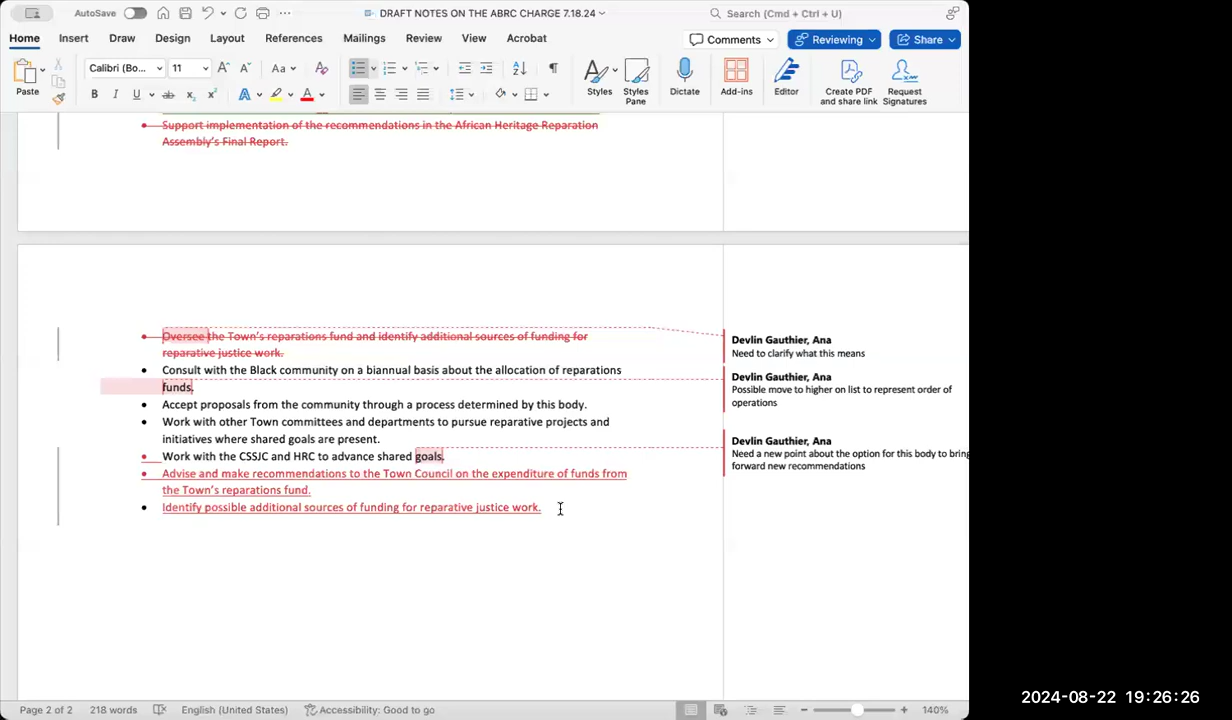 AutoSave
DRAFT NOTES ON THE ABRC CHARGE 7.18.24
Search (Cmd + Ctrl + U)
Home Insert Draw Design Layout References Mailings Review View Acrobat
Comments Reviewing Share
Paste
Calibri (Bo... 11
Styles
Styles Pane
Dictate
Add-ins
Editor
Create PDF and share link
Request Signatures
Support implementation of the recommendations in the African Heritage Reparation
Assembly's Final Report.
Oversee the Town's reparations fund and identify additional sources of funding for
reparative justice work.
Consult with the Black community on a biannual basis about the allocation of reparations
funds.
Accept proposals from the community through a process determined by this body.
Work with other Town committees and departments to pursue reparative projects and
initiatives where shared goals are present.
Work with the CSSJC and HRC to advance shared goals.
Advise and make recommendations to the Town Council on the expenditure of funds from
the Town's reparations fund.
Identify possible additional sources of funding for reparative justice work.
Devlin Gauthier, Ana
Need to clarify what this means
Devlin Gauthier, Ana
Possible move to higher on list to represent order of
operations
Devlin Gauthier, Ana
Need a new point about the option for this body to bring
forward new recommendations
Page 2 of 2 218 words English (United States) Accessibility: Good to go 140%
2024-08-22 19:26:26